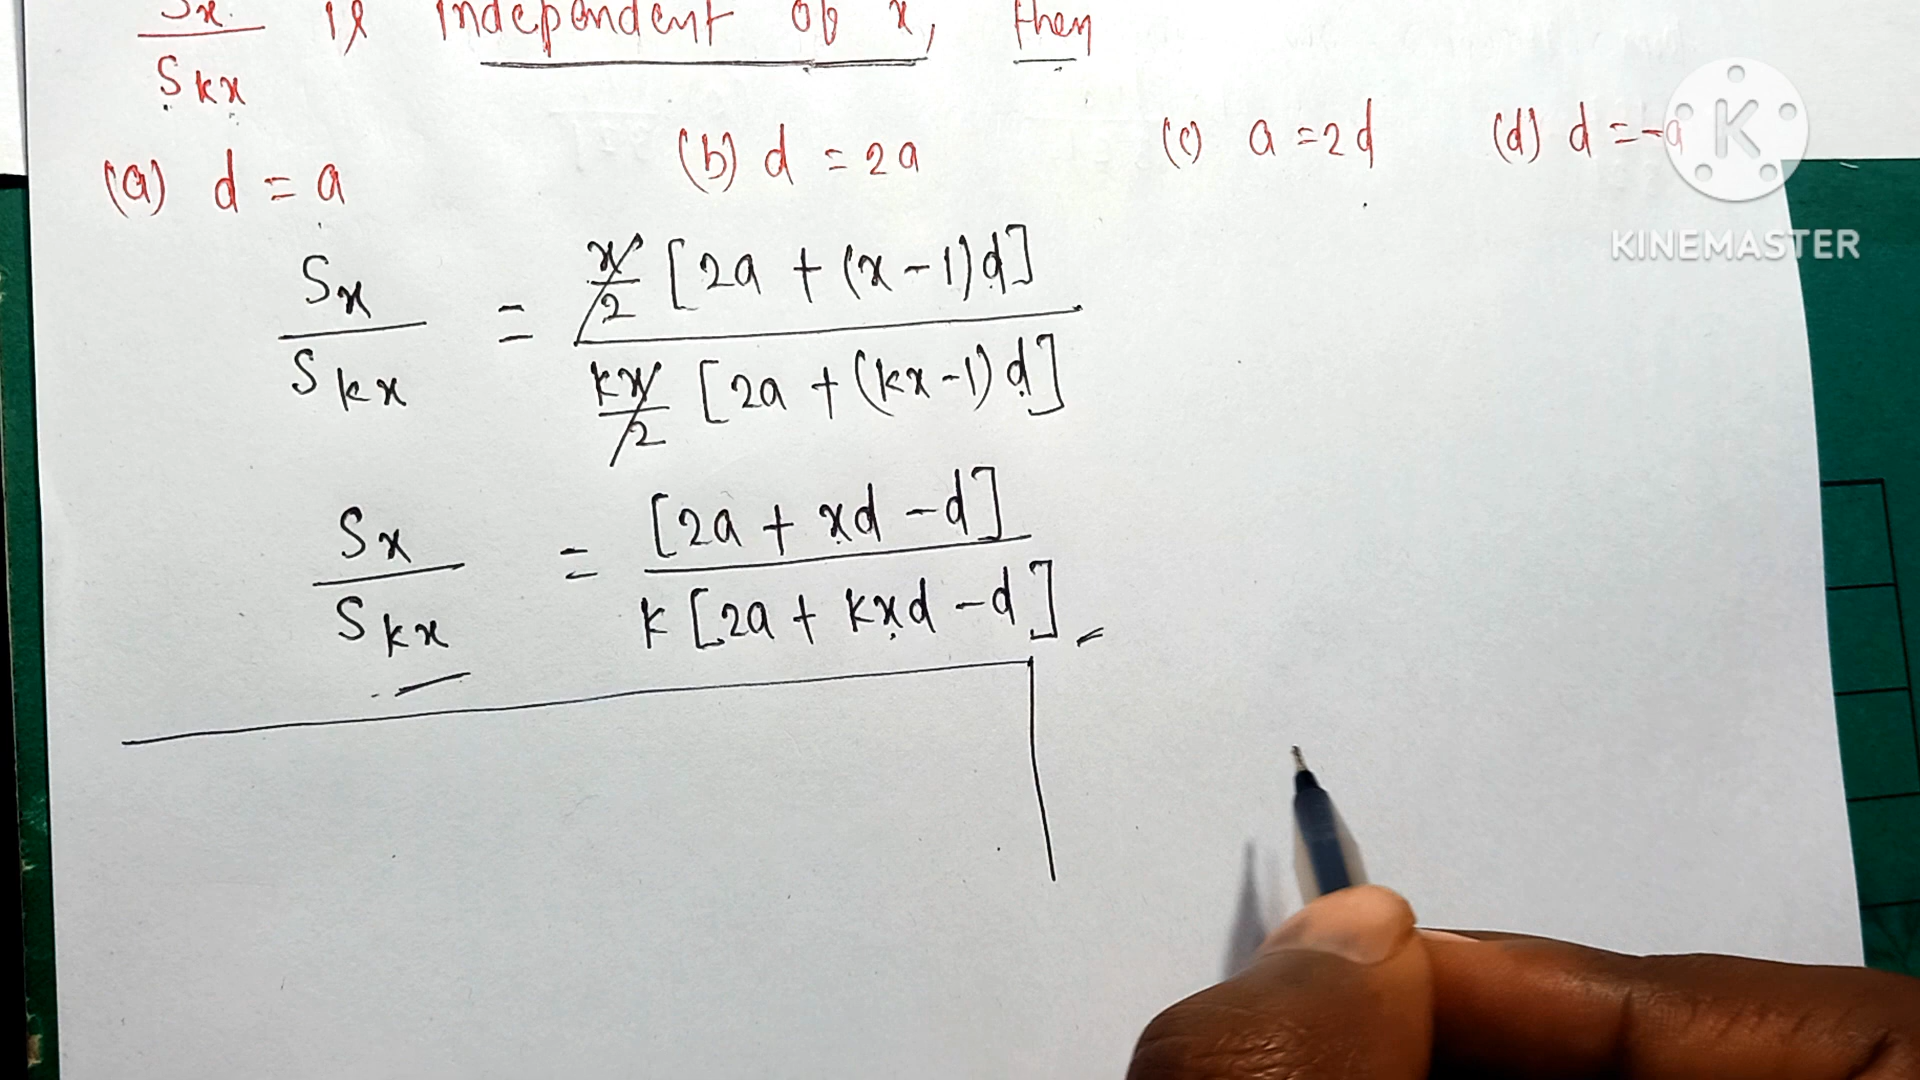 Sx/Skx is independent of x, then
(a) d = a (b) d = 2a (c) a = 2d (d) d = -a
Sx/Skx = x/2 [2a + (x-1)d] / kx/2 [2a + (kx-1)d]
Sx/Skx = [2a + xd - d] / k[2a + kxd - d]
K
KINEMASTER